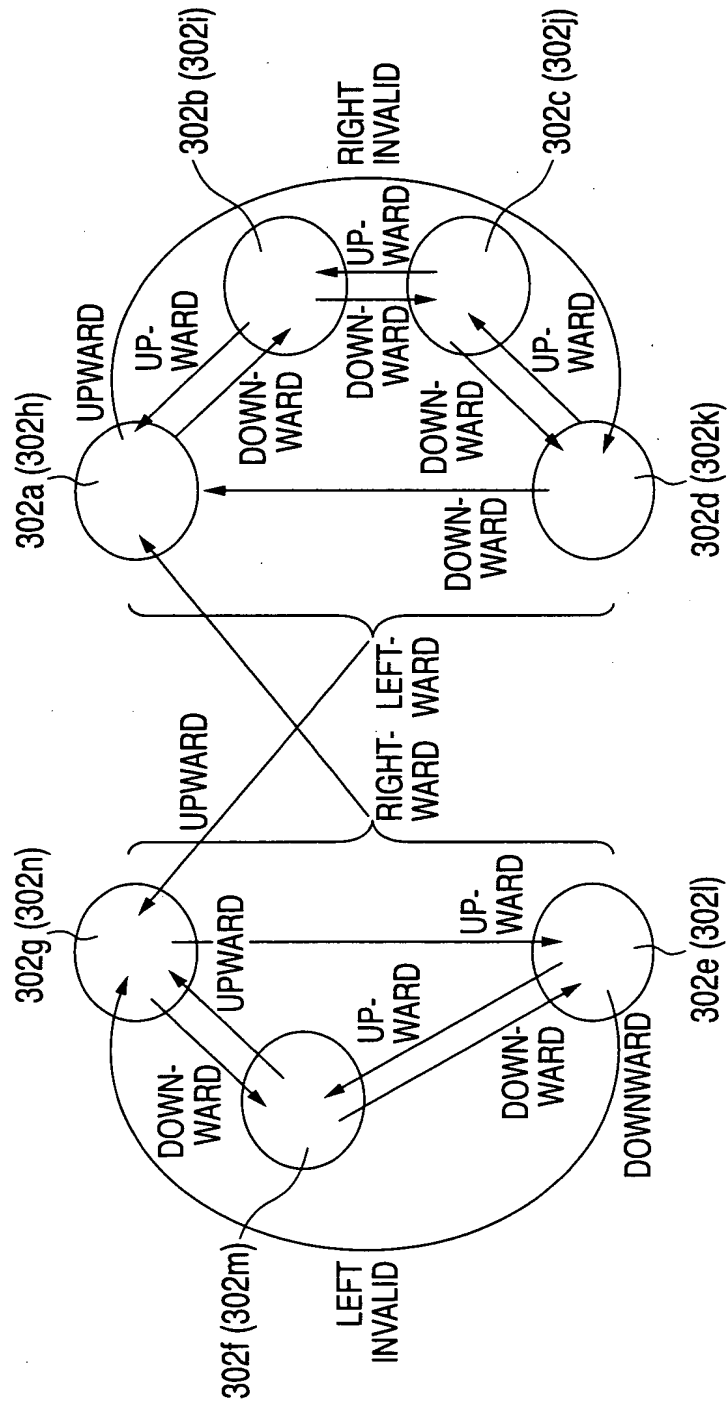 302a (302h)
302b (302i)
302c (302j)
302d (302k)
302g (302n)
302f (302m)
302e (302l)
UPWARD
UP-
WARD
DOWN-
WARD
UP-
WARD
DOWN-
WARD
RIGHT
INVALID
DOWN-
WARD
UP-
WARD
DOWN-
WARD
UPWARD
RIGHT-
WARD
LEFT-
WARD
UPWARD
DOWN-
WARD
UP-
WARD
UP-
WARD
DOWN-
WARD
DOWNWARD
LEFT
INVALID